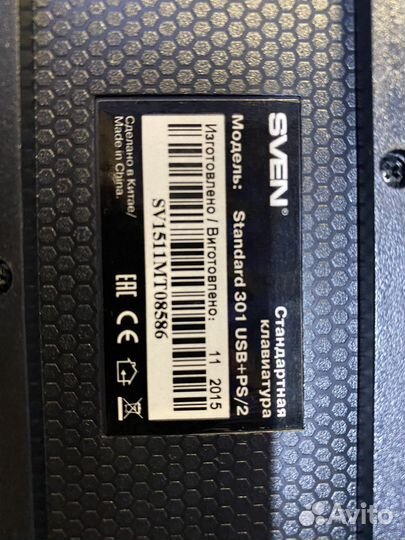 SVEN®
Стандартная
клавиатура
Модель: Standard 301 USB+PS/2
Изготовлено / Виготовлено: 11 2015
SV1511MT08586
Сделано в Китае/
Made in China.
EAC CE
Avito